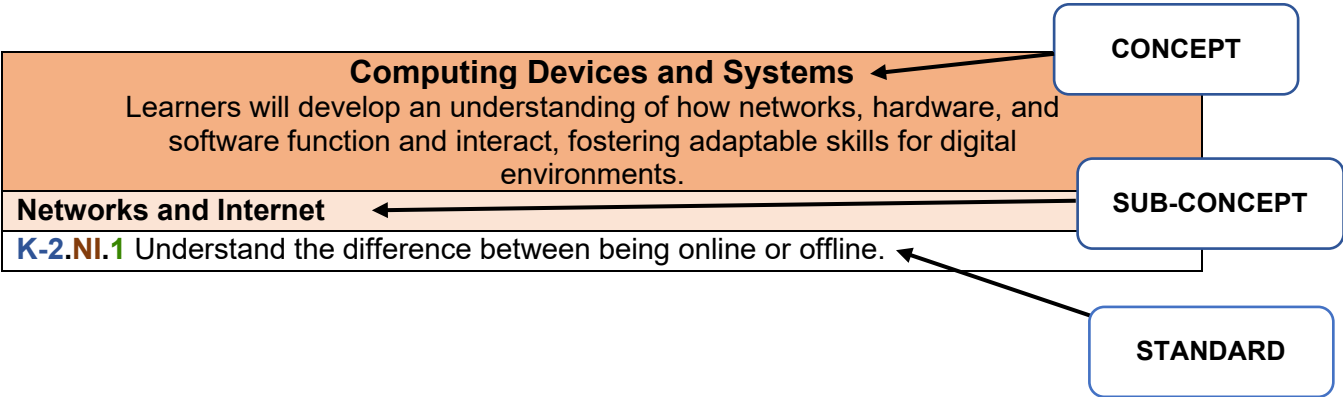 CONCEPT
Computing Devices and Systems
Learners will develop an understanding of how networks, hardware, and
software function and interact, fostering adaptable skills for digital
environments.
SUB-CONCEPT
Networks and Internet
K-2.NI.1 Understand the difference between being online or offline.
STANDARD